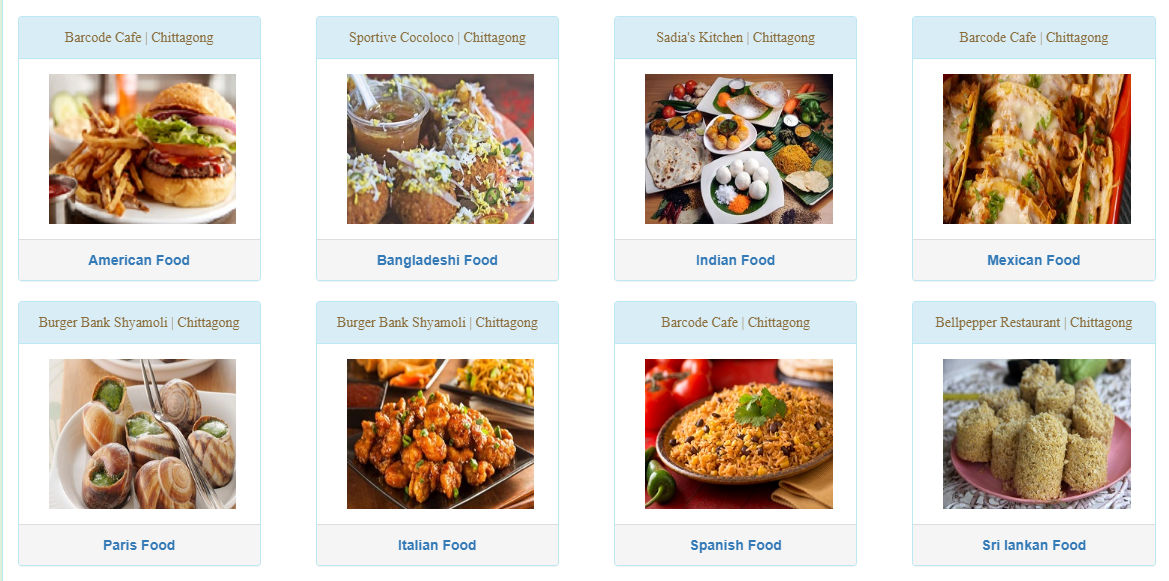 Barcode Cafe | Chittagong
Sportive Cocoloco | Chittagong
Sadia's Kitchen | Chittagong
Barcode Cafe | Chittagong
American Food
Bangladeshi Food
Indian Food
Mexican Food
Burger Bank Shyamoli | Chittagong
Burger Bank Shyamoli | Chittagong
Barcode Cafe | Chittagong
Bellpepper Restaurant | Chittagong
Paris Food
Italian Food
Spanish Food
Sri lankan Food